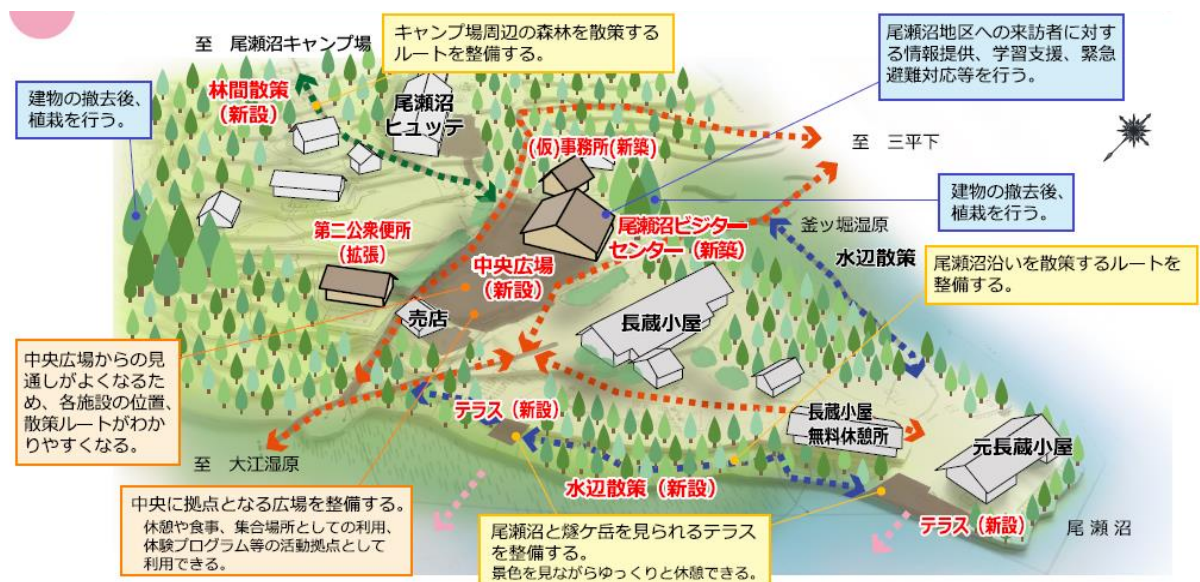 至　尾瀬沼キャンプ場
キャンプ場周辺の森林を散策する
ルートを整備する。
尾瀬沼地区への来訪者に対す
る情報提供、学習支援、緊急
避難対応等を行う。
建物の撤去後、
植栽を行う。
林間散策
(新設)
尾瀬沼
ヒュッテ
(仮)事務所(新築)
至　三平下
建物の撤去後、
植栽を行う。
第二公衆便所
(拡張)
尾瀬沼ビジター
センター (新築)
釜ッ堀湿原
水辺散策
中央広場
(新設)
尾瀬沼沿いを散策するルートを
整備する。
売店
長蔵小屋
中央広場からの見
通しがよくなるた
め、各施設の位置、
散策ルートがわか
りやすくなる。
テラス (新設)
長蔵小屋
無料休憩所
元長蔵小屋
至　大江湿原
水辺散策 (新設)
中央に拠点となる広場を整備する。
休憩や食事、集合場所としての利用、
体験プログラム等の活動拠点として
利用できる。
尾瀬沼と燧ケ岳を見られるテラス
を整備する。
景色を見ながらゆっくりと休憩できる。
テラス (新設)
尾瀬沼